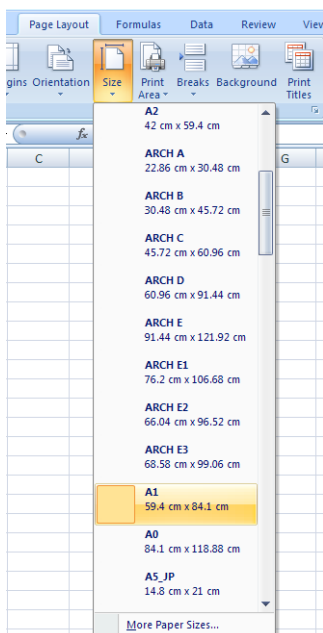 Page Layout Formulas Data Review
Orientation Size Print Area Breaks Background Print Titles
fx
C G
A2
42 cm x 59.4 cm
ARCH A
22.86 cm x 30.48 cm
ARCH B
30.48 cm x 45.72 cm
ARCH C
45.72 cm x 60.96 cm
ARCH D
60.96 cm x 91.44 cm
ARCH E
91.44 cm x 121.92 cm
ARCH E1
76.2 cm x 106.68 cm
ARCH E2
66.04 cm x 96.52 cm
ARCH E3
68.58 cm x 99.06 cm
A1
59.4 cm x 84.1 cm
A0
84.1 cm x 118.88 cm
A5_JP
14.8 cm x 21 cm
More Paper Sizes...